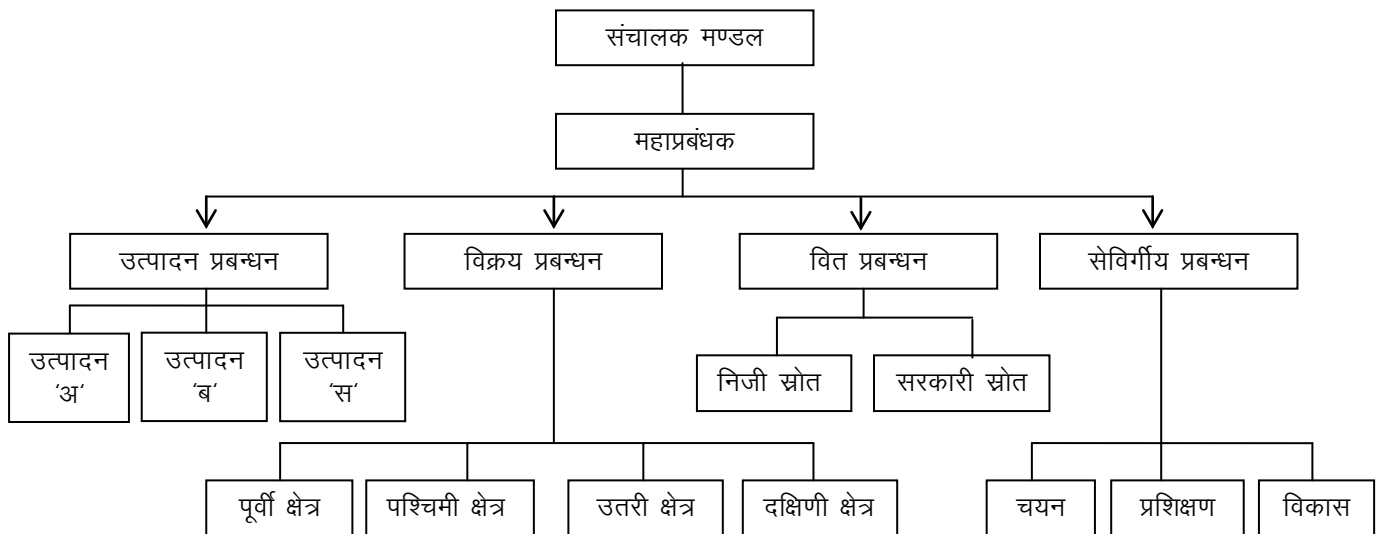 संचालक मण्डल
महाप्रबंधक
उत्पादन प्रबन्धन
विक्रय प्रबन्धन
वित प्रबन्धन
सेविर्गीय प्रबन्धन
उत्पादन
‘अ‘
उत्पादन
‘ब‘
उत्पादन
‘स‘
निजी स्रोत
सरकारी स्रोत
पूर्वी क्षेत्र
पश्चिमी क्षेत्र
उतरी क्षेत्र
दक्षिणी क्षेत्र
चयन
प्रशिक्षण
विकास